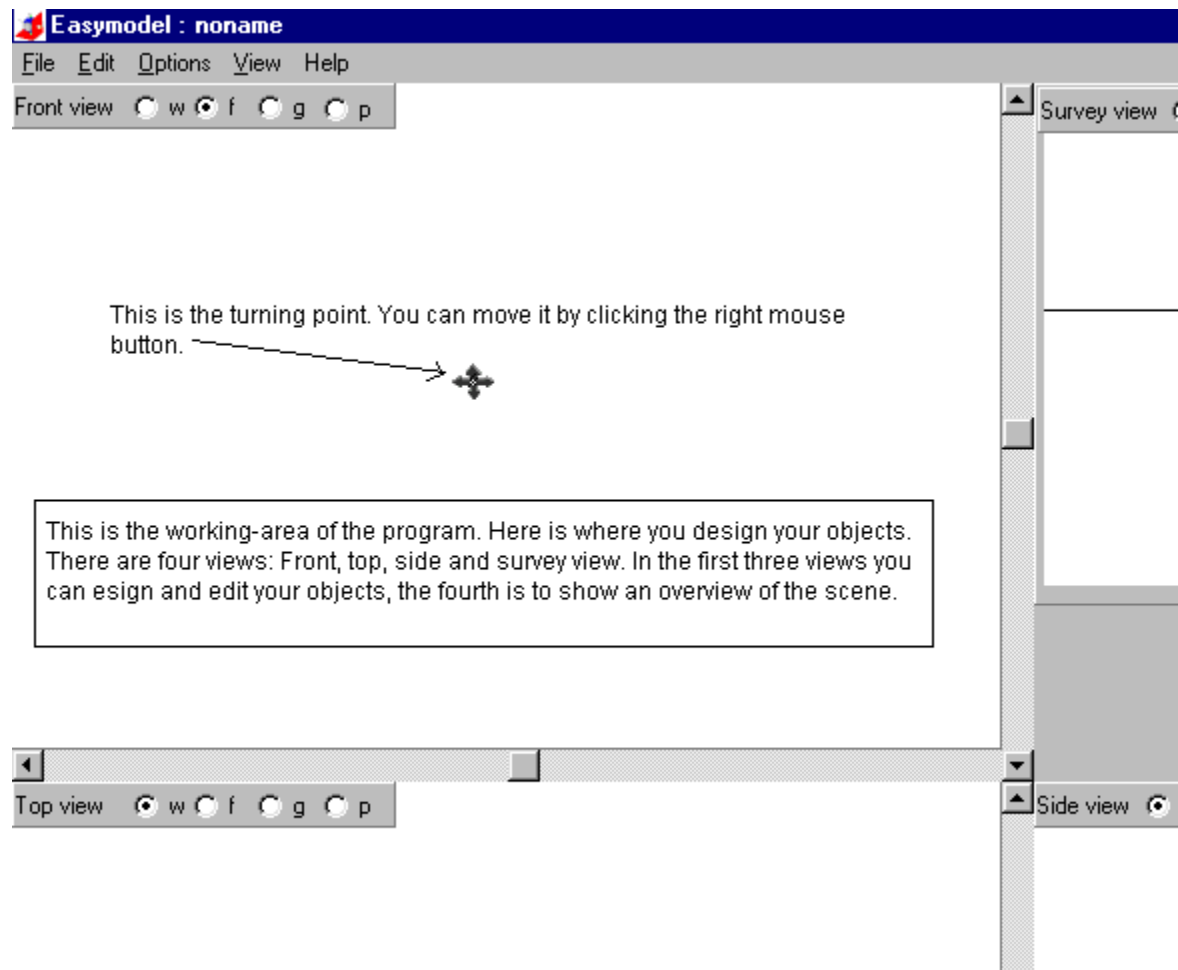 Easymodel : noname
File Edit Options View Help
Front view w f g p
Survey view
This is the turning point. You can move it by clicking the right mouse
button.
This is the working-area of the program. Here is where you design your objects.
There are four views: Front, top, side and survey view. In the first three views you
can esign and edit your objects, the fourth is to show an overview of the scene.
Top view w f g p
Side view